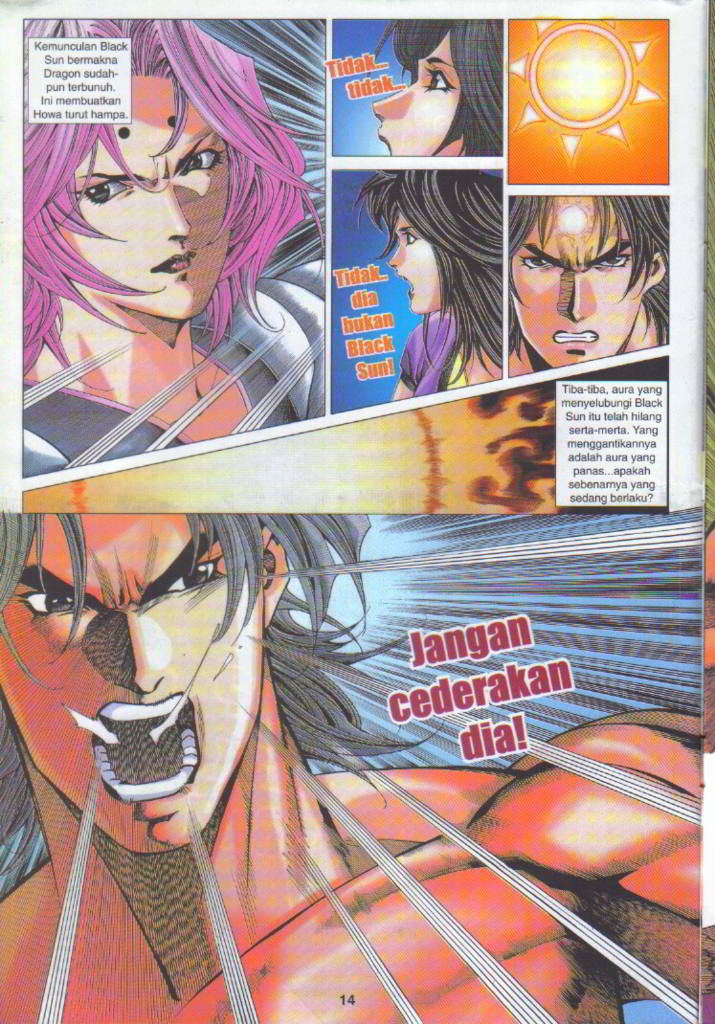 Kemunculan Black
Sun bermakna
Dragon sudah-
pun terbunuh.
Ini membuatkan
Howa turut hampa.
Tidak...
tidak...
Tidak..
dia
bukan
Black
Sun!
Tiba-tiba, aura yang
menyelubungi Black
Sun itu telah hilang
serta-merta. Yang
menggantikannya
adalah aura yang
panas...apakah
sebenarnya yang
sedang berlaku?
Jangan
cederakan
dia!
14